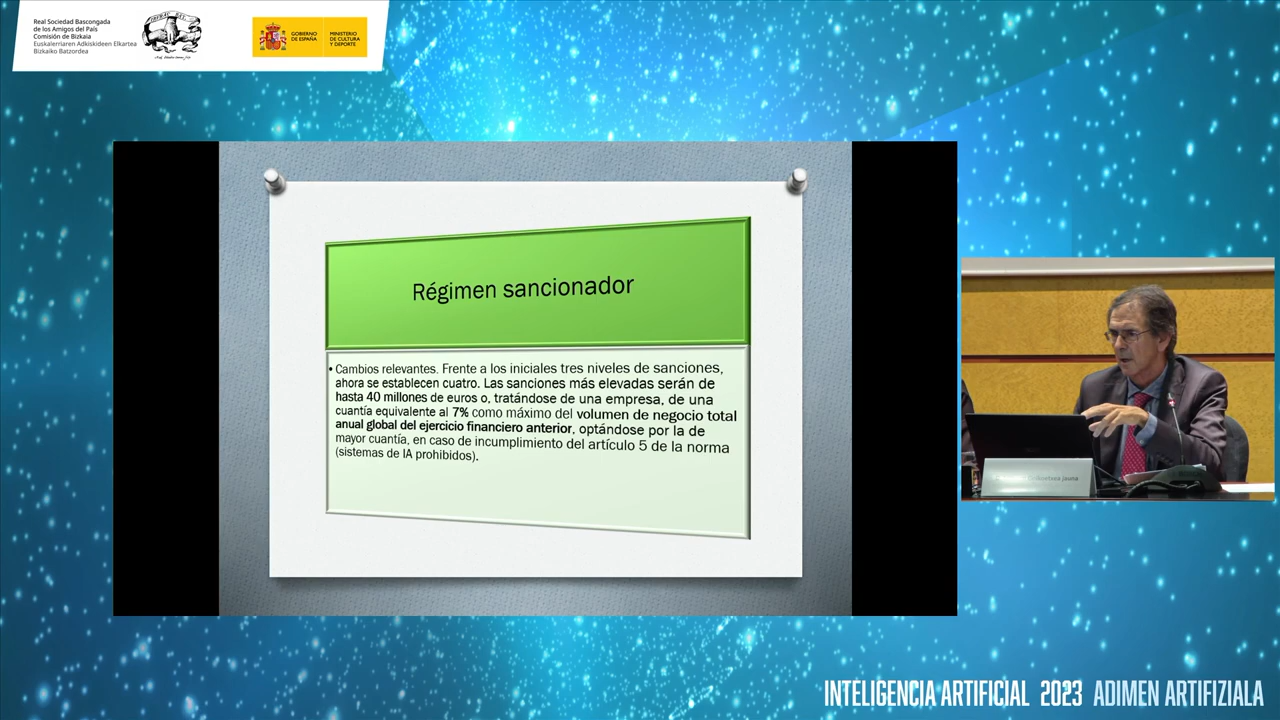 Real Sociedad Bascongada
de los Amigos del País
Comisión de Bizkaia
Euskalerriaren Adiskideen Elkartea
Bizkaiko Batzordea
GOBIERNO
DE ESPAÑA
MINISTERIO
DE CULTURA
Y DEPORTE
Régimen sancionador
• Cambios relevantes. Frente a los iniciales tres niveles de sanciones,
ahora se establecen cuatro. Las sanciones más elevadas serán de
hasta 40 millones de euros o, tratándose de una empresa, de una
cuantía equivalente al 7% como máximo del volumen de negocio total
anual global del ejercicio financiero anterior, optándose por la de
mayor cuantía, en caso de incumplimiento del artículo 5 de la norma
(sistemas de IA prohibidos).
jauna
INTELIGENCIA ARTIFICIAL 2023 ADIMEN ARTIFIZIALA